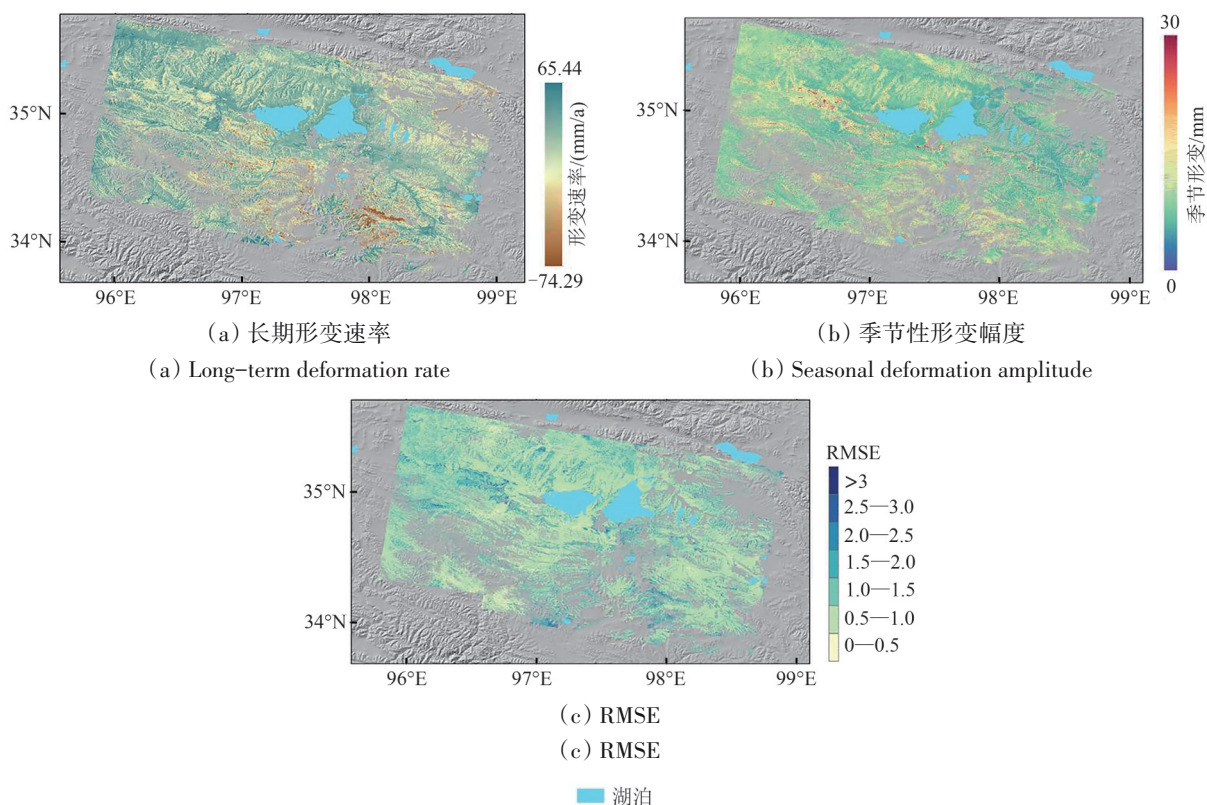 65.44
35°N
形变速率/(mm/a)
34°N
−74.29
96°E 97°E 98°E 99°E
(a) 长期形变速率
(a) Long−term deformation rate
30
35°N
季节形变/mm
34°N
0
96°E 97°E 98°E 99°E
(b) 季节性形变幅度
(b) Seasonal deformation amplitude
RMSE
>3
35°N
2.5—3.0
2.0—2.5
1.5—2.0
1.0—1.5
0.5—1.0
34°N
0—0.5
96°E 97°E 98°E 99°E
(c) RMSE
(c) RMSE
湖泊